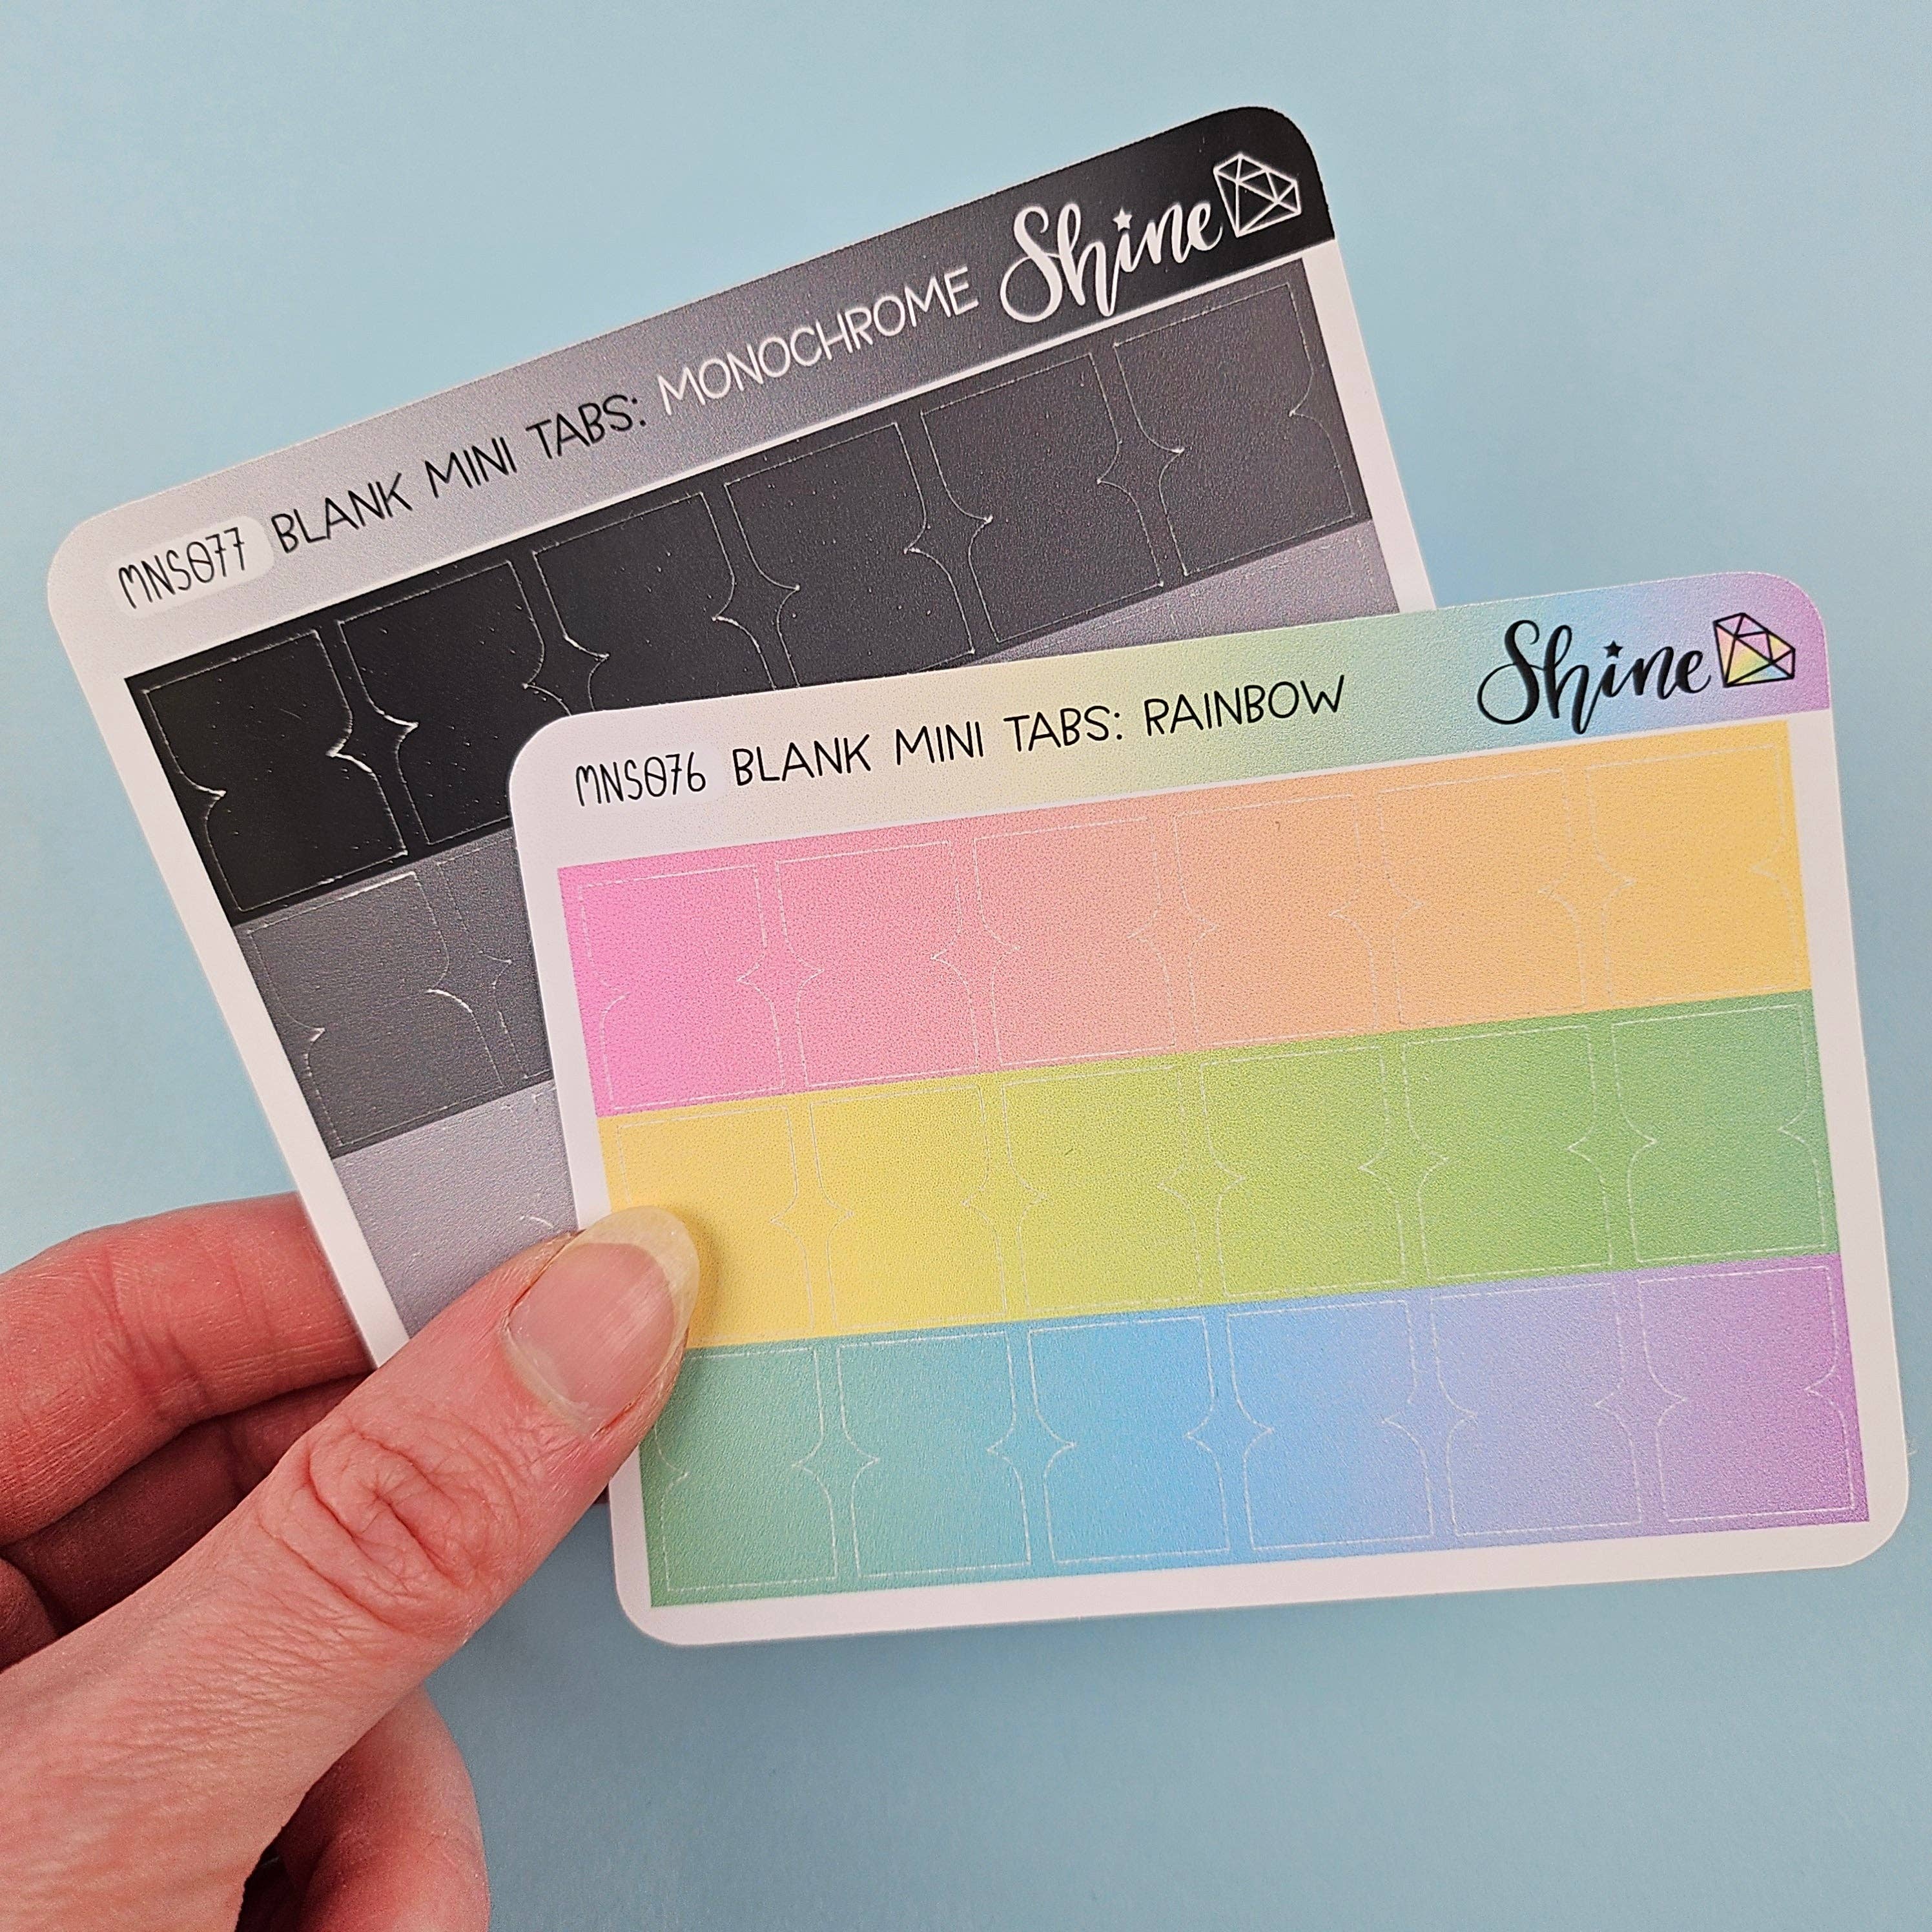 MNS077 BLANK MINI TABS: MONOCHROME Shine
MNS076 BLANK MINI TABS: RAINBOW Shine